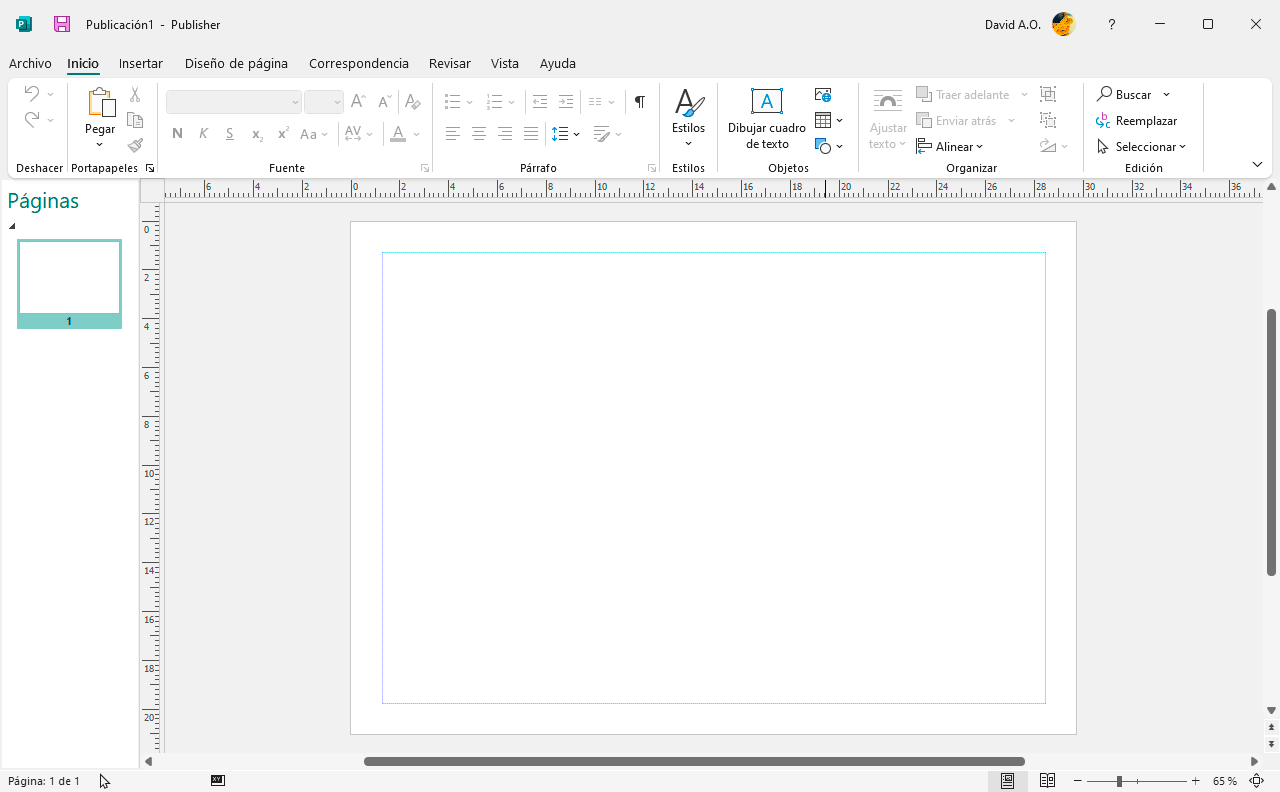 Publicación1 - Publisher
David A.O.
?
Archivo Inicio Insertar Diseño de página Correspondencia Revisar Vista Ayuda
Pegar
N K S x₂ x² Aa AV A
Estilos
Dibujar cuadro de texto
Ajustar texto
Traer adelante
Enviar atrás
Alinear
Buscar
Reemplazar
Seleccionar
Deshacer Portapapeles Fuente Párrafo Estilos Objetos Organizar Edición
Páginas
1
6 4 2 0 2 4 6 8 10 12 14 16 18 20 22 24 26 28 30 32 34 36
0
2
4
6
8
10
12
14
16
18
20
Página: 1 de 1
65 %